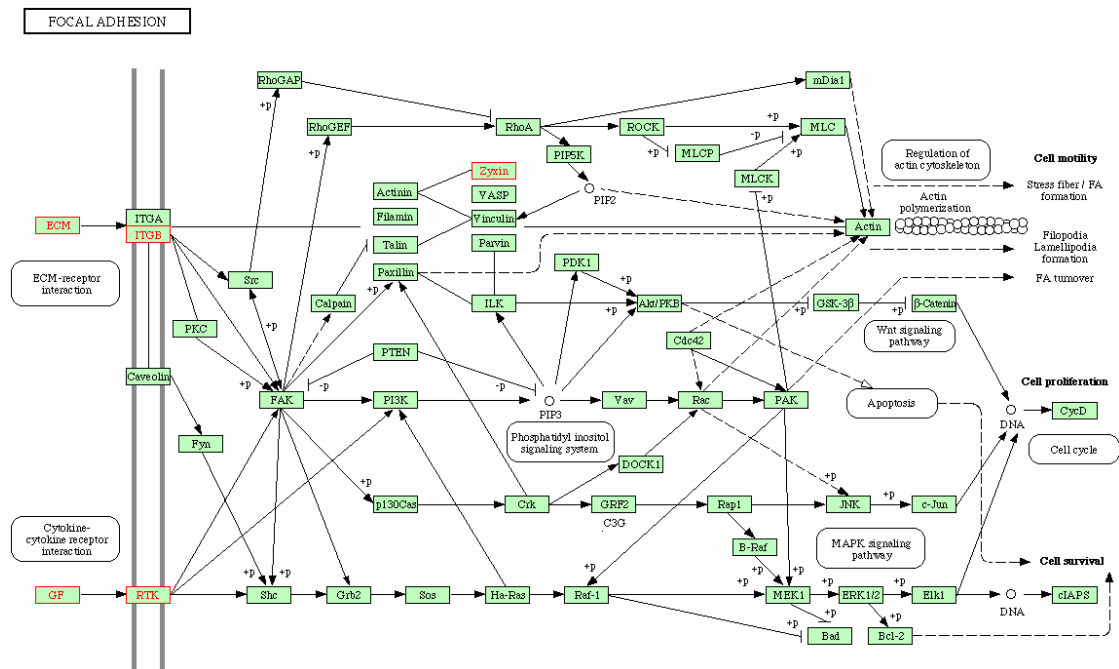 FOCAL ADHESION
RhoGAP
mDia1
+p
RhoGEF
RhoA
ROCK
+p
MLC
+p
-p
+p
PIP5K
MLCP
+p
MLCK
Regulation of
actin cytoskeleton
Cell motility
Zyxin
Actinin
VASP
PIP2
Stress fiber / FA
formation
Actin
polymerization
ECM
ITGA
ITGB
Filamin
Vinculin
Actin
Talin
Parvin
Filopodia
Lamellipodia
formation
ECM-receptor
interaction
Src
Paxillin
PDK1
+p
+p
FA turnover
Calpain
ILK
+p
Akt/PKB
+p
GSK-3β
+p
β-Catenin
PKC
+p
Wnt signaling
pathway
Cdc42
PTEN
+p
-p
-p
Caveolin
FAK
PI3K
PIP3
Vav
Rac
PAK
Apoptosis
Cell proliferation
DNA
CycD
Fyn
Phosphatidyl inositol
signaling system
Cell cycle
DOCK1
+p
+p
p130Cas
Crk
GRF2
C3G
Rap1
JNK
+p
c-Jun
Cytokine-
cytokine receptor
interaction
B-Raf
MAPK signaling
pathway
+p
+p
+p
+p
+p
Cell survival
GF
RTK
Shc
Grb2
Sos
Ha-Ras
Raf-1
+p
MEK1
+p
ERK1/2
+p
Elk1
DNA
cIAPS
+p
+p
+p
Bad
Bcl-2